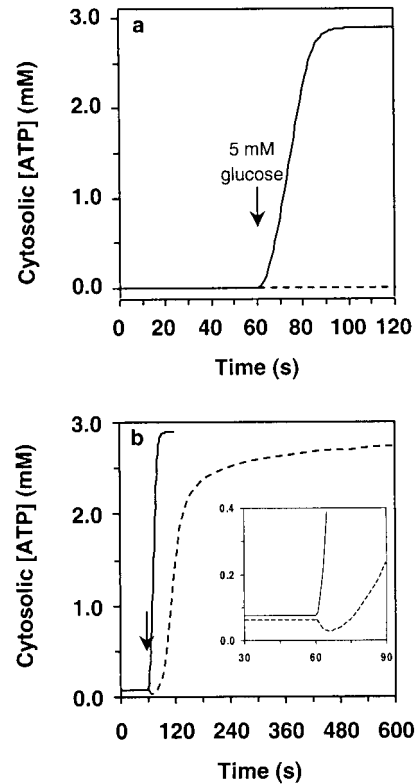 a
Cytosolic [ATP] (mM)
3.0
2.0
1.0
0.0
5 mM
glucose
0 20 40 60 80 100 120
Time (s)
b
Cytosolic [ATP] (mM)
3.0
2.0
1.0
0.0
0.4
0.2
0.0
30 60 90
0 120 240 360 480 600
Time (s)